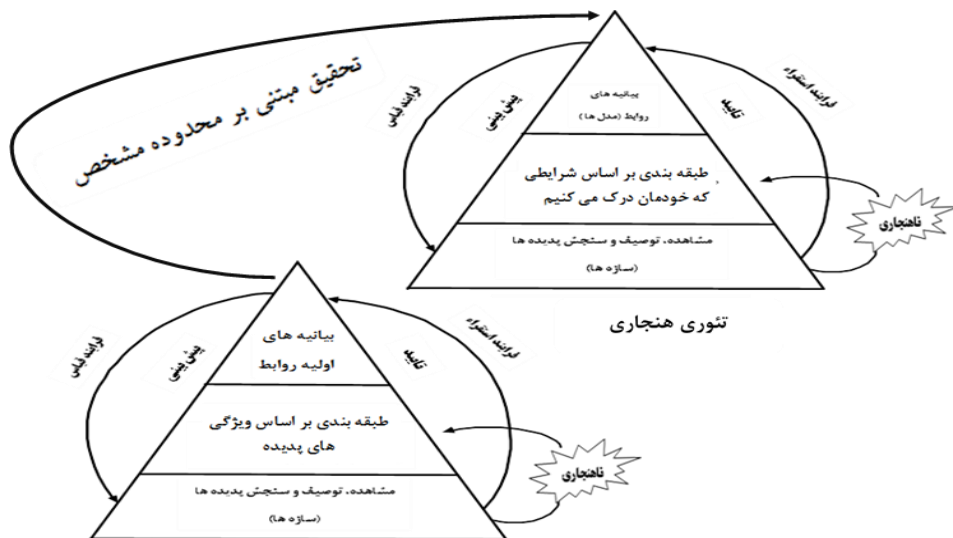 تحقیق مبتنی بر محدوده مشخص
فرایند قیاس
پیش بینی
بیانیه های
روابط (مدل ها)
تایید
فرایند استقراء
طبقه بندی بر اساس شرایطی
که خودمان درک می کنیم
مشاهده، توصیف و سنجش پدیده ها
(سازه ها)
ناهنجاری
تئوری هنجاری
فرایند قیاس
پیش بینی
بیانیه های
اولیه روابط
تایید
فرایند استقراء
طبقه بندی بر اساس ویژگی
های پدیده
مشاهده، توصیف و سنجش پدیده ها
(سازه ها)
ناهنجاری